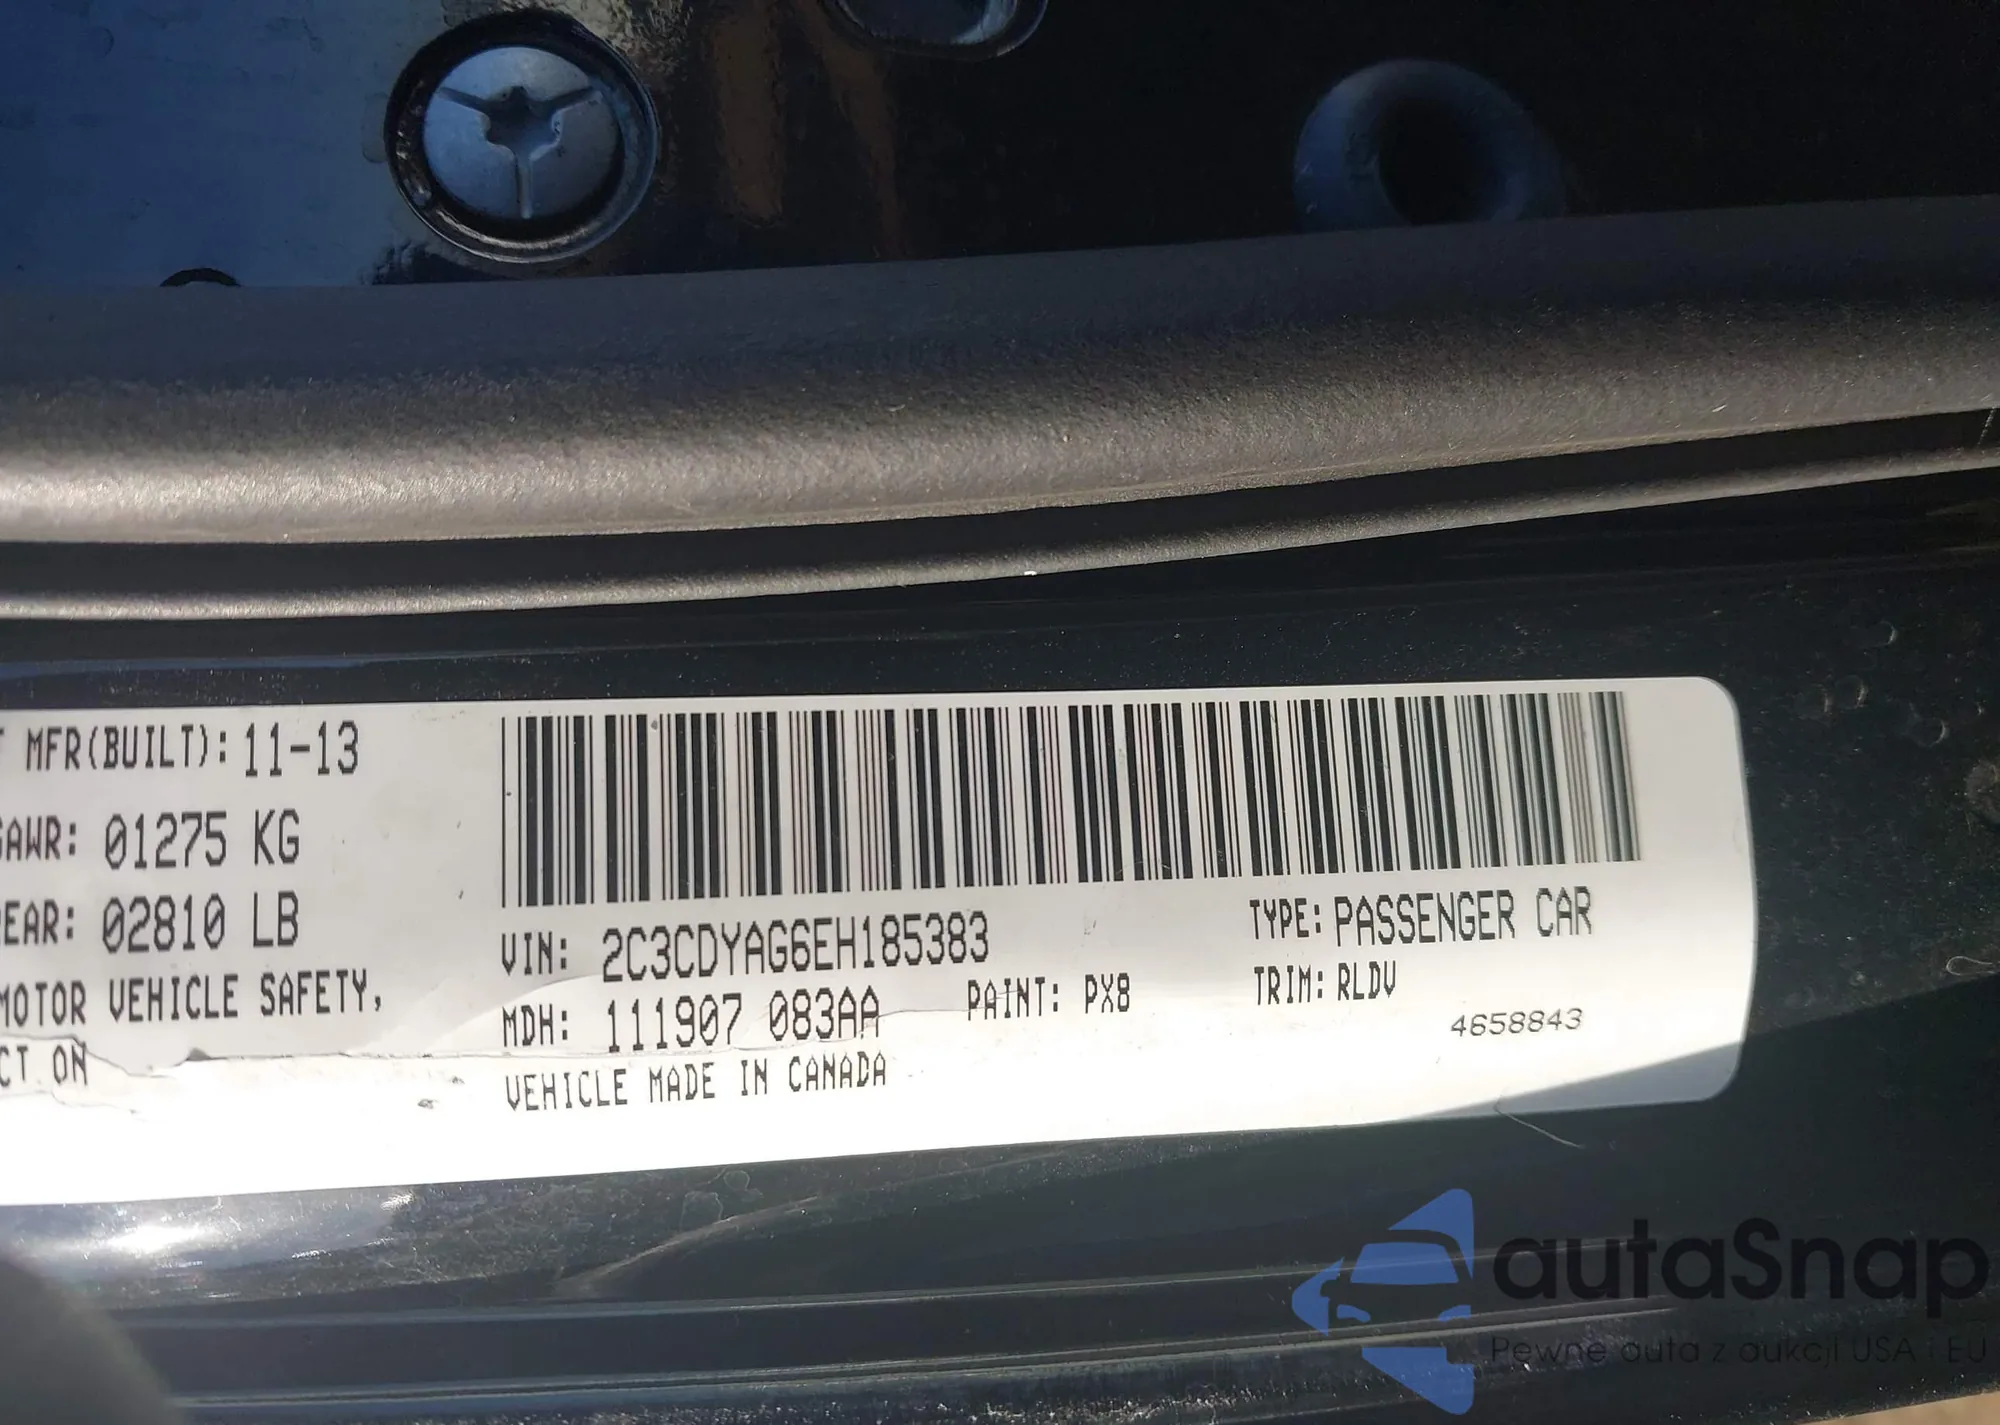 MFR(BUILT): 11-13
GAWR: 01275 KG
REAR: 02810 LB
MOTOR VEHICLE SAFETY,
CT ON
VIN: 2C3CDYAG6EH185383
TYPE: PASSENGER CAR
MDH: 111907 083AA
PAINT: PX8
TRIM: RLDV
4658843
VEHICLE MADE IN CANADA
autaSnap
Pewne auta z aukcji USA i EU